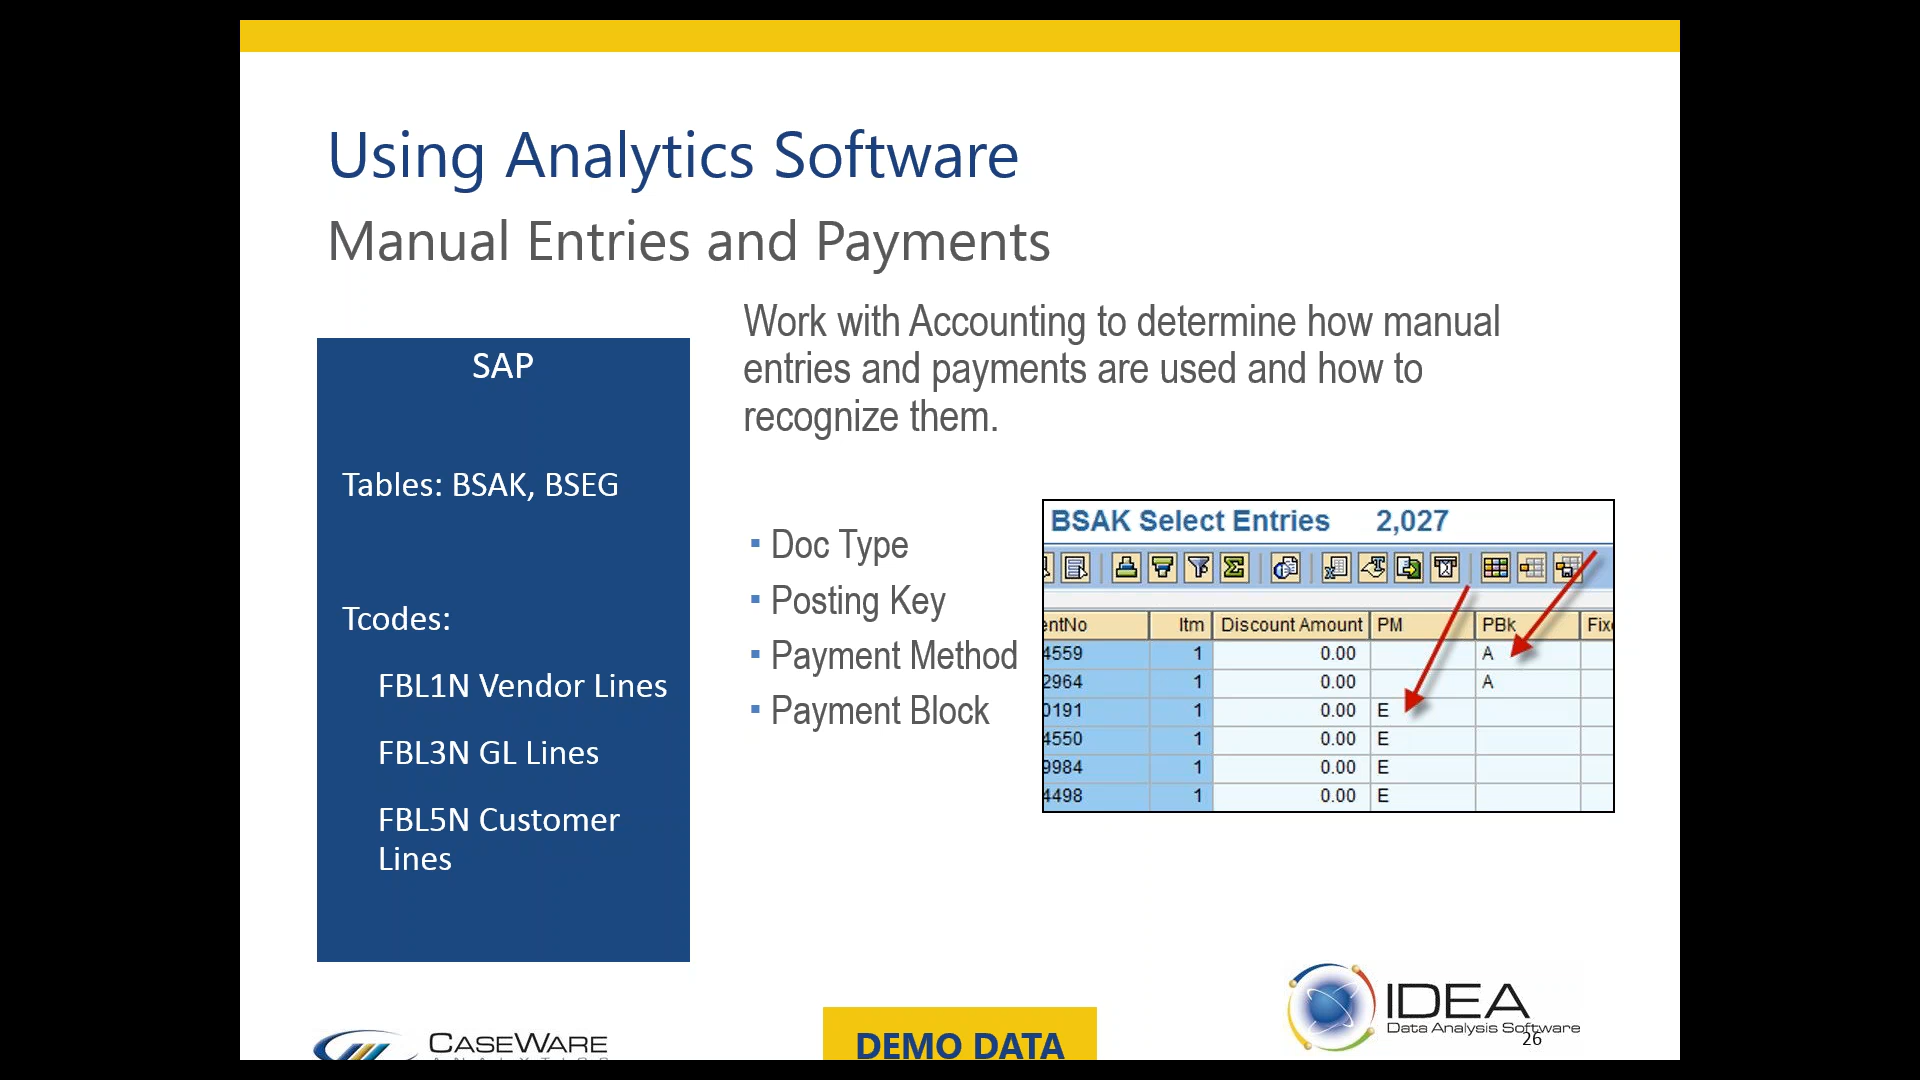 Using Analytics Software
Manual Entries and Payments
SAP
Tables: BSAK, BSEG
Tcodes:
FBL1N Vendor Lines
FBL3N GL Lines
FBL5N Customer
Lines
Work with Accounting to determine how manual
entries and payments are used and how to
recognize them.
Doc Type
Posting Key
Payment Method
Payment Block
BSAK Select Entries 2,027
entNo Itm Discount Amount PM PBk Fix
4559 1 0.00 A
2964 1 0.00 A
0191 1 0.00 E
4550 1 0.00 E
9984 1 0.00 E
4498 1 0.00 E
CASEWARE
DEMO DATA
IDEA
Data Analysis Software
26